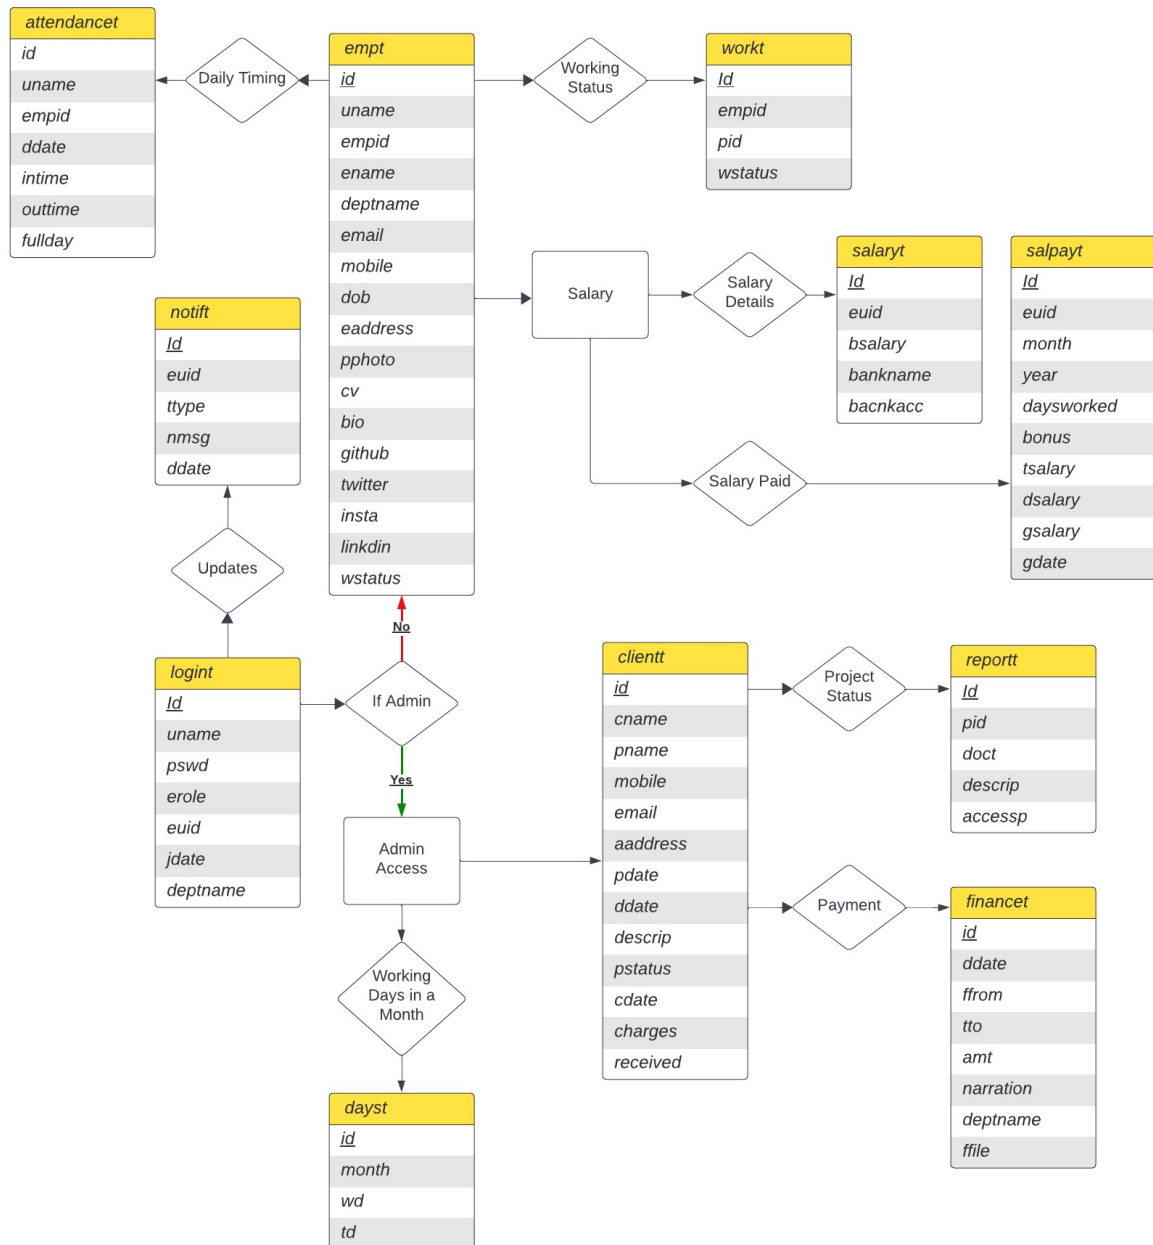 attendancet
id
uname
empid
ddate
intime
outtime
fullday
Daily Timing
empt
id
uname
empid
ename
deptname
email
mobile
dob
eaddress
pphoto
cv
bio
github
twitter
insta
linkdin
wstatus
Working
Status
workt
Id
empid
pid
wstatus
Salary
Salary
Details
salaryt
Id
euid
bsalary
bankname
bacnkacc
salpayt
Id
euid
month
year
daysworked
bonus
tsalary
dsalary
gsalary
gdate
Salary Paid
notift
Id
euid
ttype
nmsg
ddate
Updates
logint
Id
uname
pswd
erole
euid
jdate
deptname
No
If Admin
Yes
Admin
Access
Working
Days in a
Month
dayst
id
month
wd
td
clientt
id
cname
pname
mobile
email
aaddress
pdate
ddate
descrip
pstatus
cdate
charges
received
Project
Status
reportt
Id
pid
doct
descrip
accessp
Payment
financet
id
ddate
ffrom
tto
amt
narration
deptname
ffile